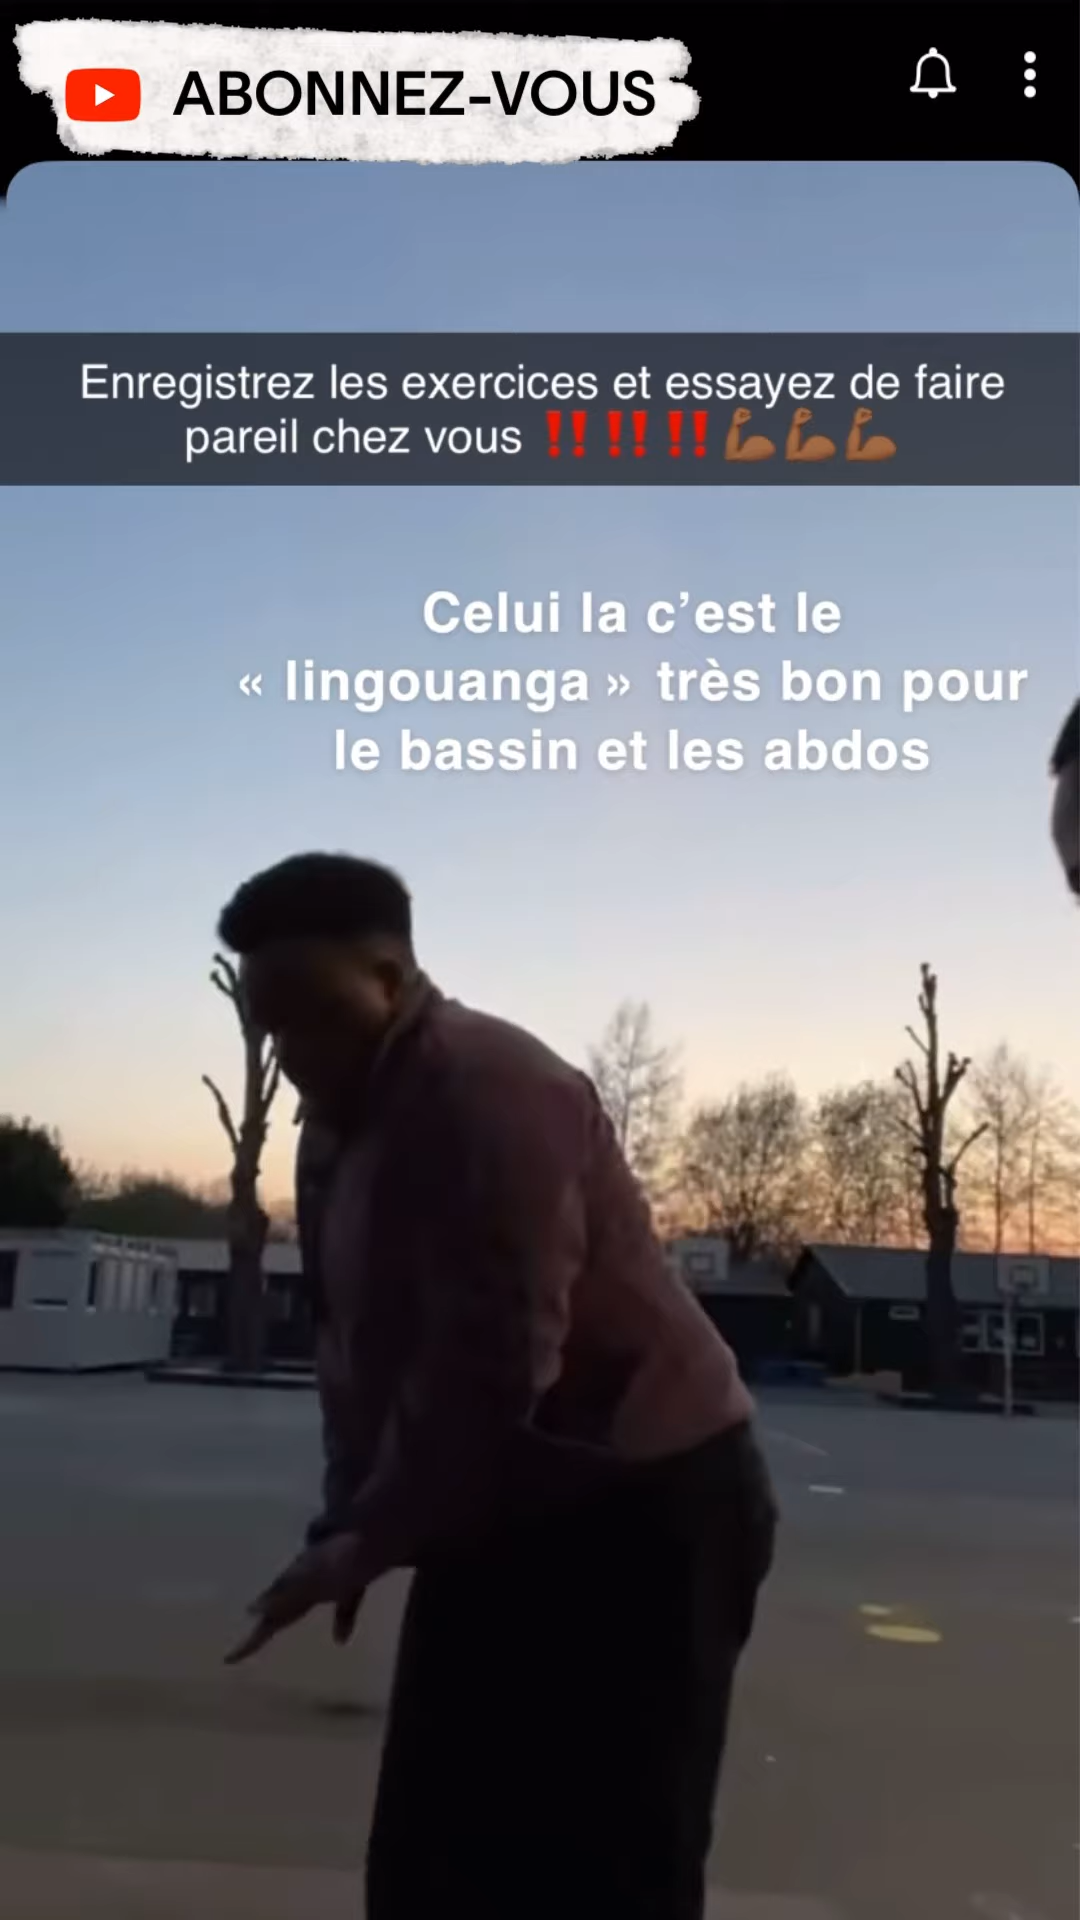 ABONNEZ-VOUS
Enregistrez les exercices et essayez de faire
pareil chez vous ‼️‼️‼️💪🏾💪🏾💪🏾
Celui la c’est le
« lingouanga » très bon pour
le bassin et les abdos